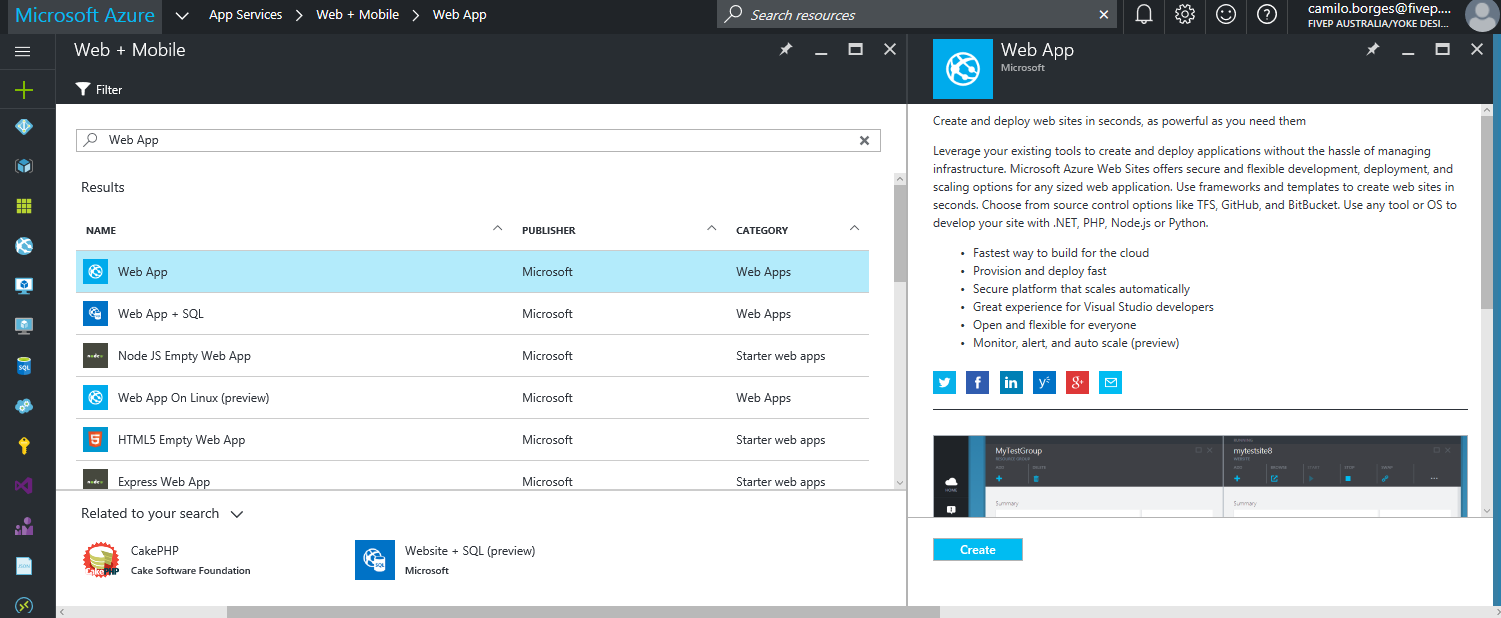 Microsoft Azure
App Services > Web + Mobile > Web App
Search resources
camilo.borges@fivep....
FIVEP AUSTRALIA/YOKE DESI...
Web + Mobile
Filter
Web App
Results
NAME PUBLISHER CATEGORY
Web App Microsoft Web Apps
Web App + SQL Microsoft Web Apps
Node JS Empty Web App Microsoft Starter web apps
Web App On Linux (preview) Microsoft Web Apps
HTML5 Empty Web App Microsoft Starter web apps
Express Web App Microsoft Starter web apps
Related to your search
CakePHP
Cake Software Foundation
Website + SQL (preview)
Microsoft
Web App
Microsoft
Create and deploy web sites in seconds, as powerful as you need them
Leverage your existing tools to create and deploy applications without the hassle of managing
infrastructure. Microsoft Azure Web Sites offers secure and flexible development, deployment, and
scaling options for any sized web application. Use frameworks and templates to create web sites in
seconds. Choose from source control options like TFS, GitHub, and BitBucket. Use any tool or OS to
develop your site with .NET, PHP, Node.js or Python.
• Fastest way to build for the cloud
• Provision and deploy fast
• Secure platform that scales automatically
• Great experience for Visual Studio developers
• Open and flexible for everyone
• Monitor, alert, and auto scale (preview)
MyTestGroup
mytestsite8
Summary
Summary
Create